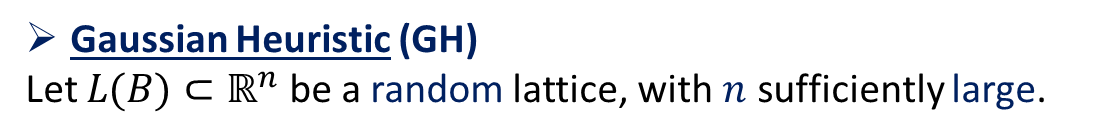 ➢ Gaussian Heuristic (GH)
Let L(B) ⊂ ℝⁿ be a random lattice, with n sufficiently large.